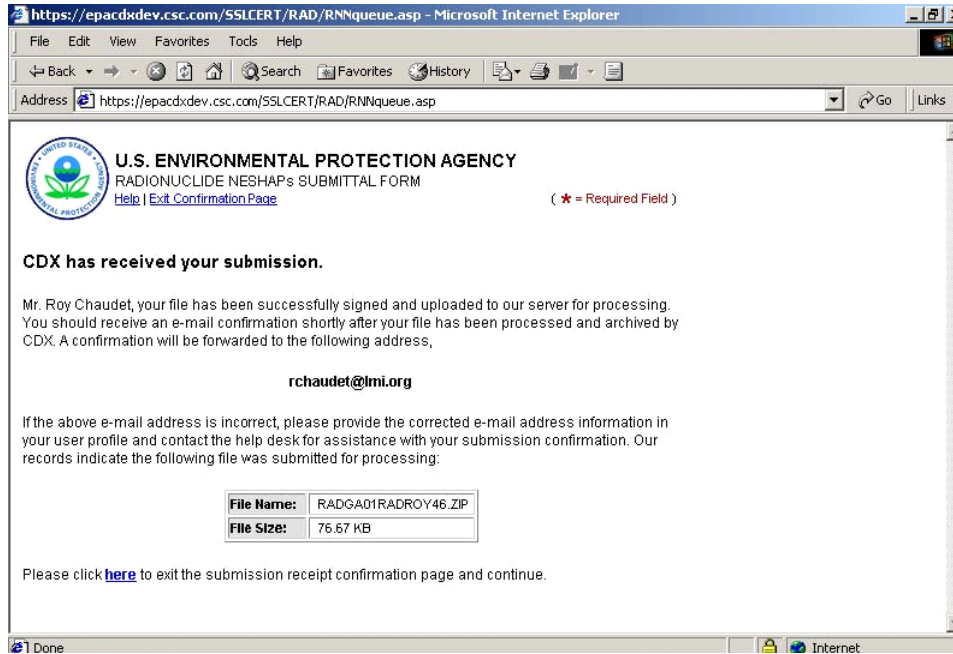 https://epacdxdev.csc.com/SSLCERT/RAD/RNNqueue.asp - Microsoft Internet Explorer
File Edit View Favorites Tools Help
Back Search Favorites History
Address https://epacdxdev.csc.com/SSLCERT/RAD/RNNqueue.asp Go Links
UNITED STATES
ENVIRONMENTAL PROTECTION
U.S. ENVIRONMENTAL PROTECTION AGENCY
RADIONUCLIDE NESHAPs SUBMITTAL FORM
Help | Exit Confirmation Page ( * = Required Field )
CDX has received your submission.
Mr. Roy Chaudet, your file has been successfully signed and uploaded to our server for processing.
You should receive an e-mail confirmation shortly after your file has been processed and archived by
CDX. A confirmation will be forwarded to the following address,
rchaudet@lmi.org
If the above e-mail address is incorrect, please provide the corrected e-mail address information in
your user profile and contact the help desk for assistance with your submission confirmation. Our
records indicate the following file was submitted for processing:
File Name: RADGA01RADROY46.ZIP
File Size: 76.67 KB
Please click here to exit the submission receipt confirmation page and continue.
Done Internet